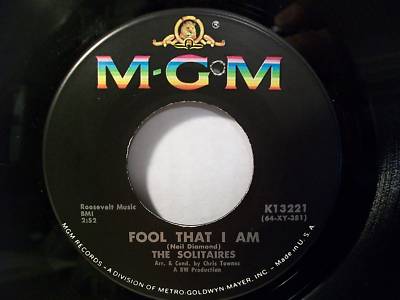 ®
M-G-M
Roosevelt Music
BMI
2:52
K13221
(64-XY-381)
FOOL THAT I AM
(Neil Diamond)
THE SOLITAIRES
Arr. & Cond. by Chris Townes
A BW Production
MGM RECORDS - A DIVISION OF METRO-GOLDWYN-MAYER, INC. - MADE IN U.S.A.